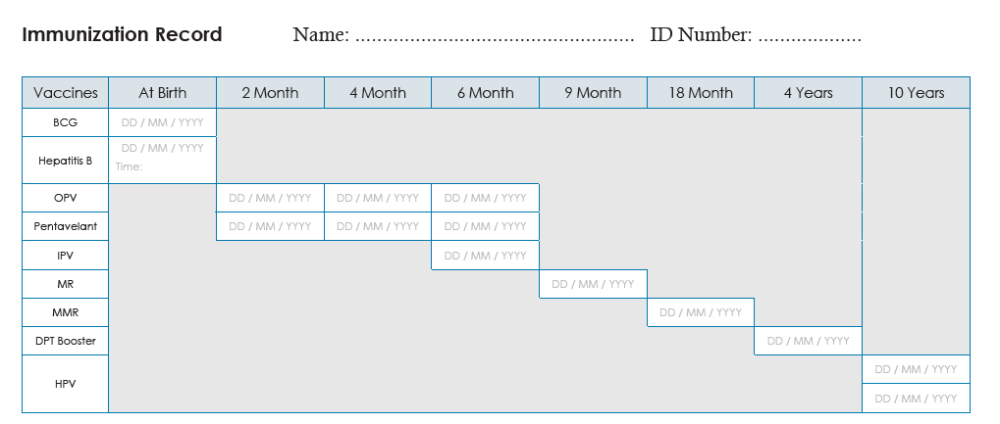 Immunization Record Name: ................................................... ID Number: ...................
Vaccines At Birth 2 Month 4 Month 6 Month 9 Month 18 Month 4 Years 10 Years
BCG DD / MM / YYYY
Hepatitis B DD / MM / YYYY
Time:
OPV DD / MM / YYYY DD / MM / YYYY DD / MM / YYYY
Pentavelant DD / MM / YYYY DD / MM / YYYY DD / MM / YYYY
IPV DD / MM / YYYY
MR DD / MM / YYYY
MMR DD / MM / YYYY
DPT Booster DD / MM / YYYY
HPV DD / MM / YYYY
DD / MM / YYYY